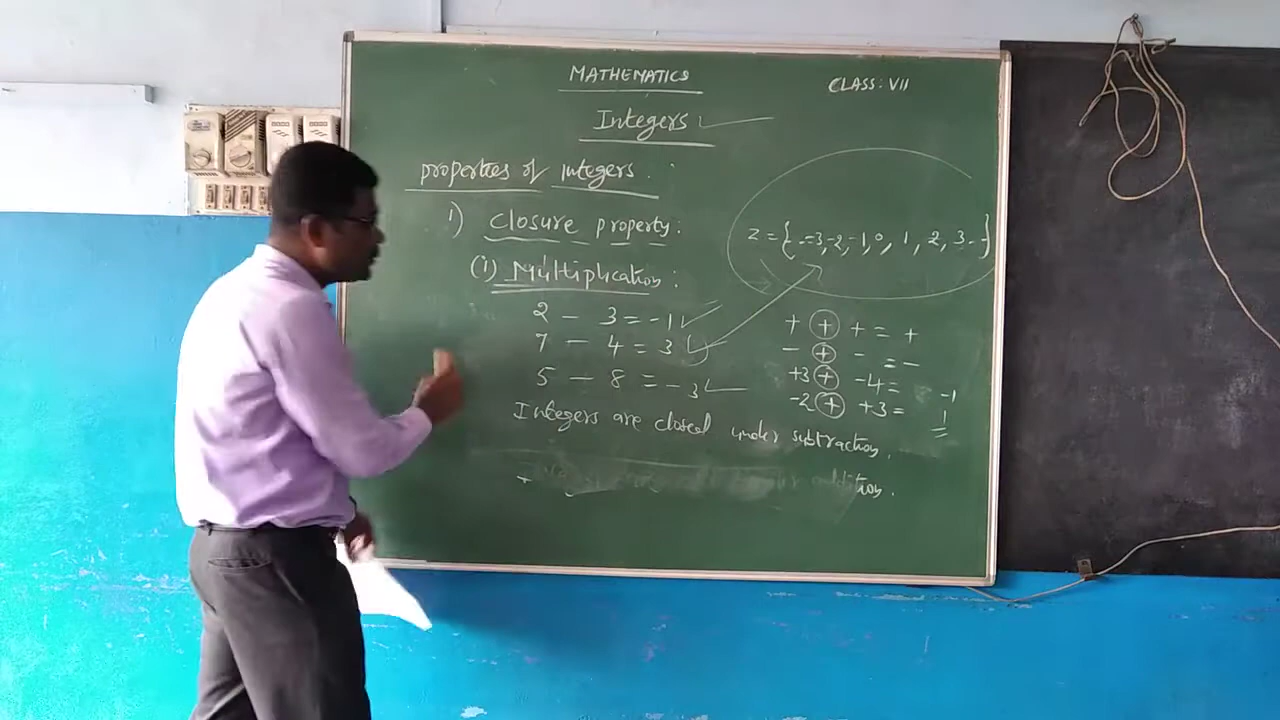 MATHEMATICS
CLASS: VII
Integers
properties of integers :
1) closure property:
(i) Multiplication :
Z = { ..-3,-2,-1,0, 1, 2, 3.. }
2 - 3 = -1
7 - 4 = 3
5 - 8 = -3
+ + + = +
- + - = -
+3 + -4 = -1
-2 + +3 = 1
Integers are closed under subtraction.
addition.